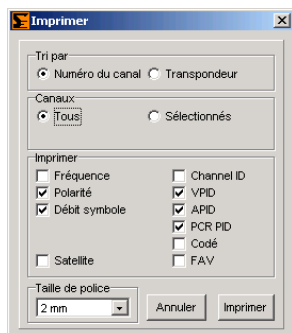 Imprimer
Tri par
Numéro du canal Transpondeur
Canaux
Tous Sélectionnés
Imprimer
Fréquence Channel ID
Polarité VPID
Débit symbole APID
PCR PID
Codé
Satellite FAV
Taille de police
2 mm Annuler Imprimer